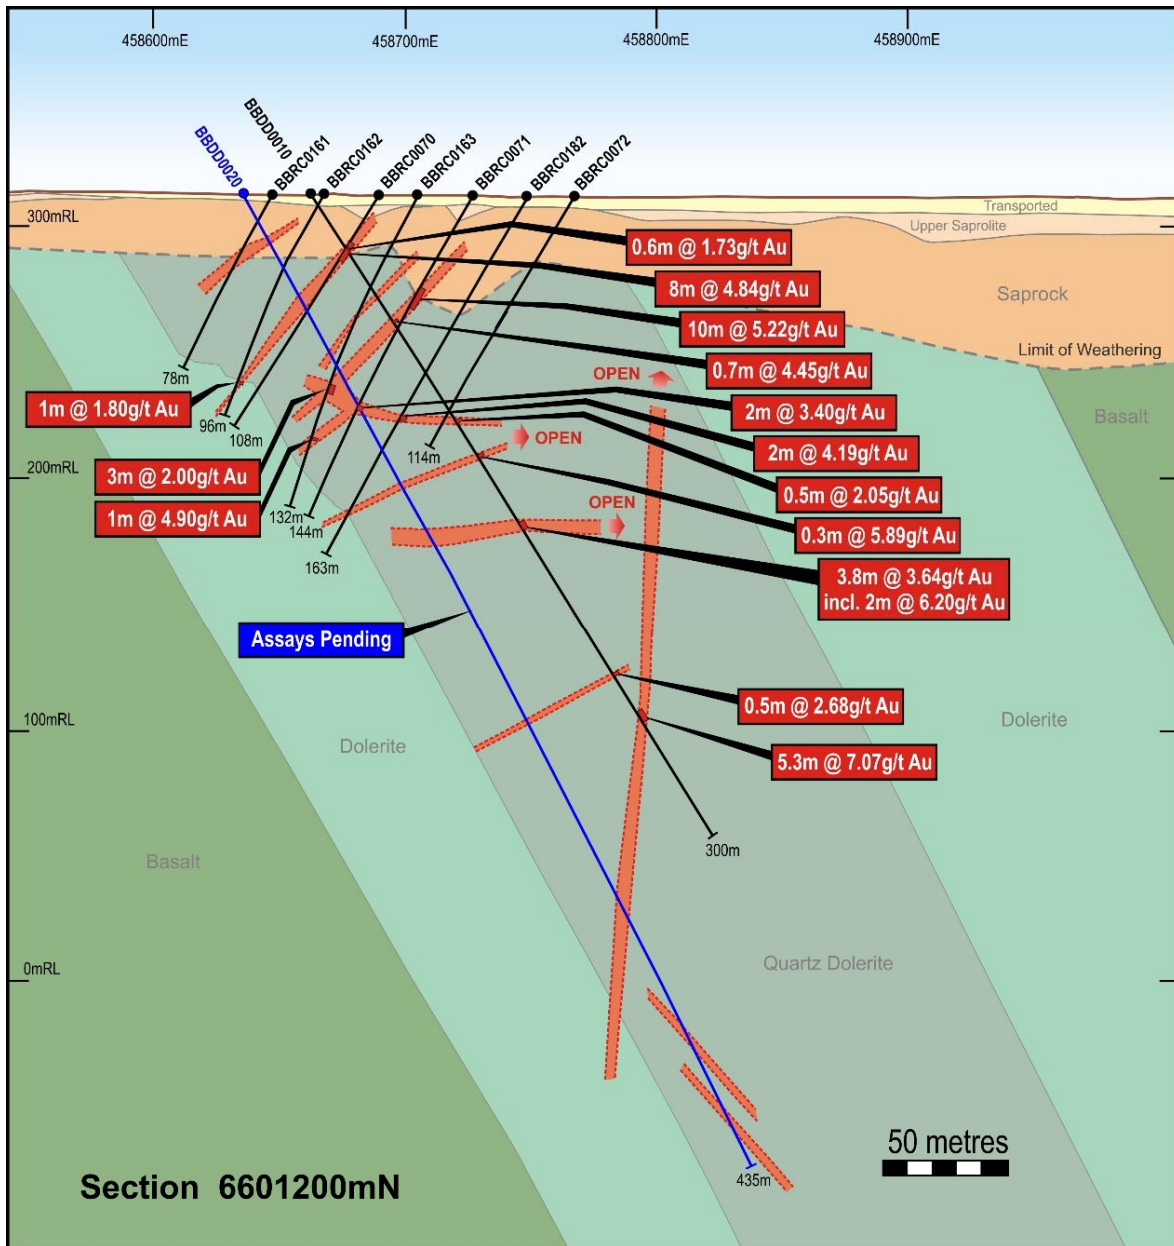 458600mE
458700mE
458800mE
458900mE
BBDD0020
BBRC0161
BBDD0010
BBRC0162
BBRC0070
BBRC0163
BBRC0071
BBRC0182
BBRC0072
Transported
300mRL
Upper Saprolite
0.6m @ 1.73g/t Au
8m @ 4.84g/t Au
Saprock
10m @ 5.22g/t Au
Limit of Weathering
0.7m @ 4.45g/t Au
OPEN
78m
1m @ 1.80g/t Au
2m @ 3.40g/t Au
Basalt
96m
108m
OPEN
114m
2m @ 4.19g/t Au
3m @ 2.00g/t Au
200mRL
0.5m @ 2.05g/t Au
OPEN
1m @ 4.90g/t Au
132m
144m
0.3m @ 5.89g/t Au
163m
3.8m @ 3.64g/t Au
incl. 2m @ 6.20g/t Au
Assays Pending
0.5m @ 2.68g/t Au
100mRL
Dolerite
Dolerite
5.3m @ 7.07g/t Au
300m
Basalt
Quartz Dolerite
0mRL
50 metres
435m
Section 6601200mN